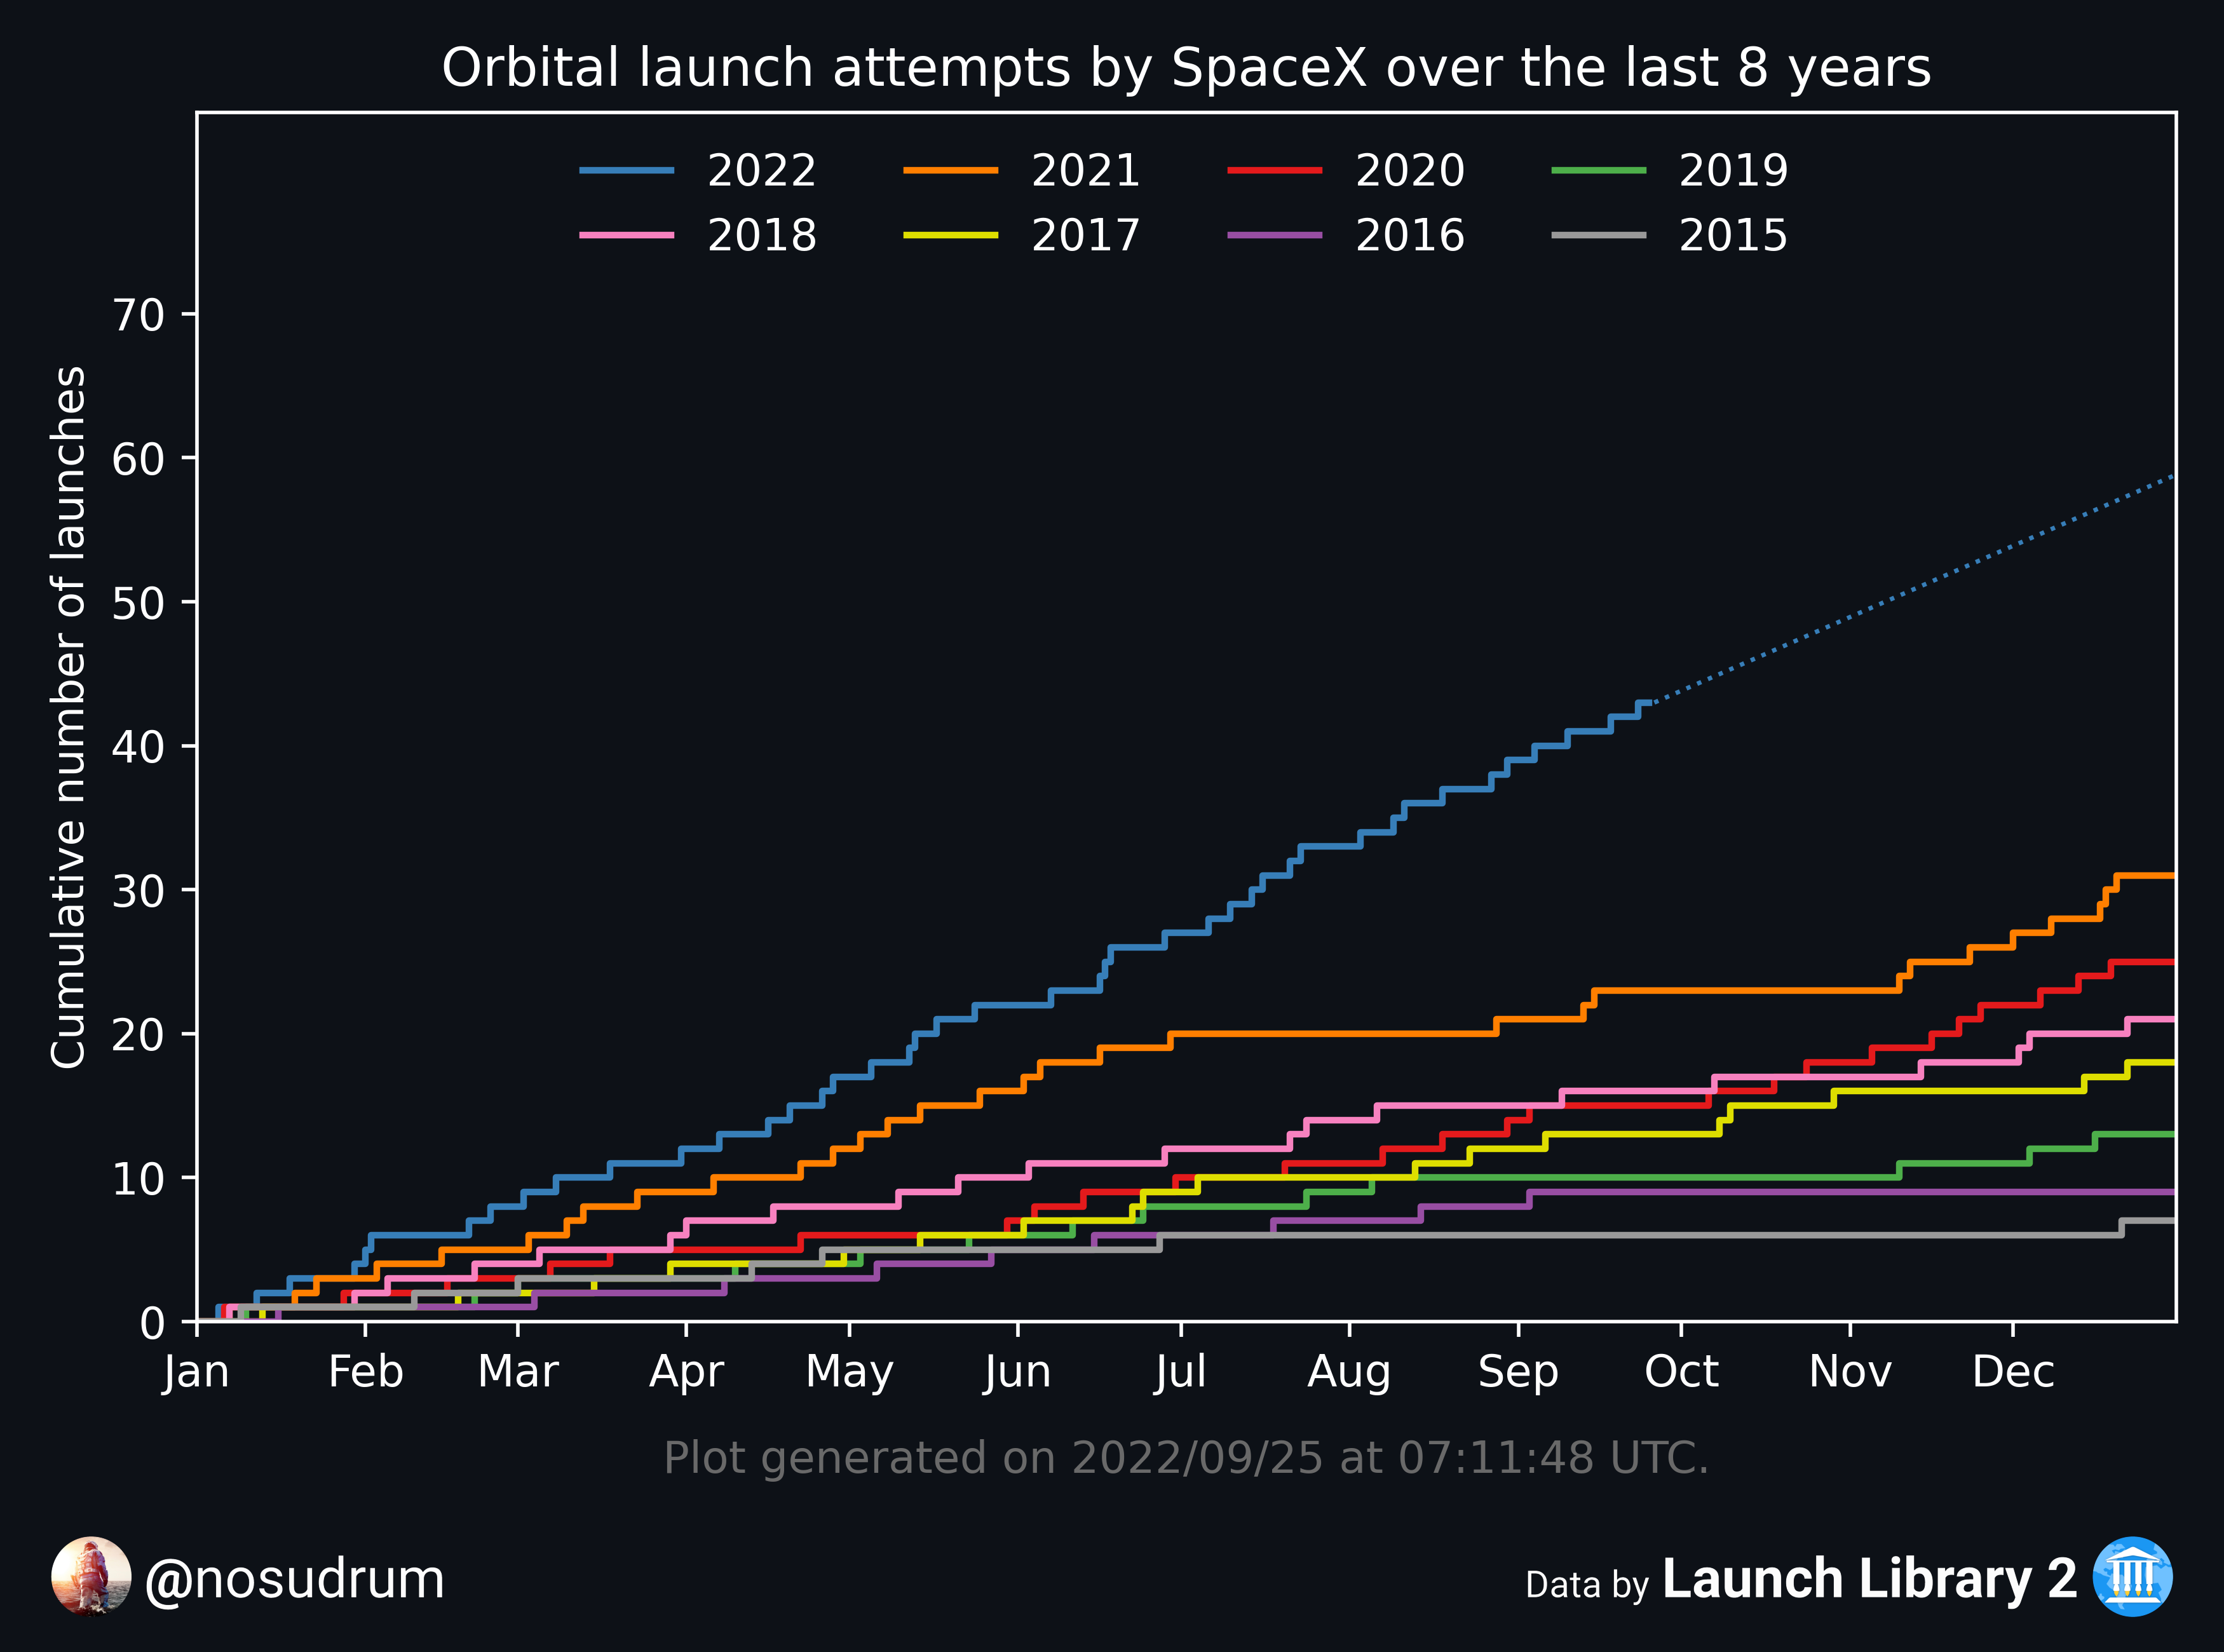 Orbital launch attempts by SpaceX over the last 8 years
2022 2021 2020 2019
2018 2017 2016 2015
Cumulative number of launches
70
60
50
40
30
20
10
0
Jan Feb Mar Apr May Jun Jul Aug Sep Oct Nov Dec
Plot generated on 2022/09/25 at 07:11:48 UTC.
@nosudrum
Data by Launch Library 2